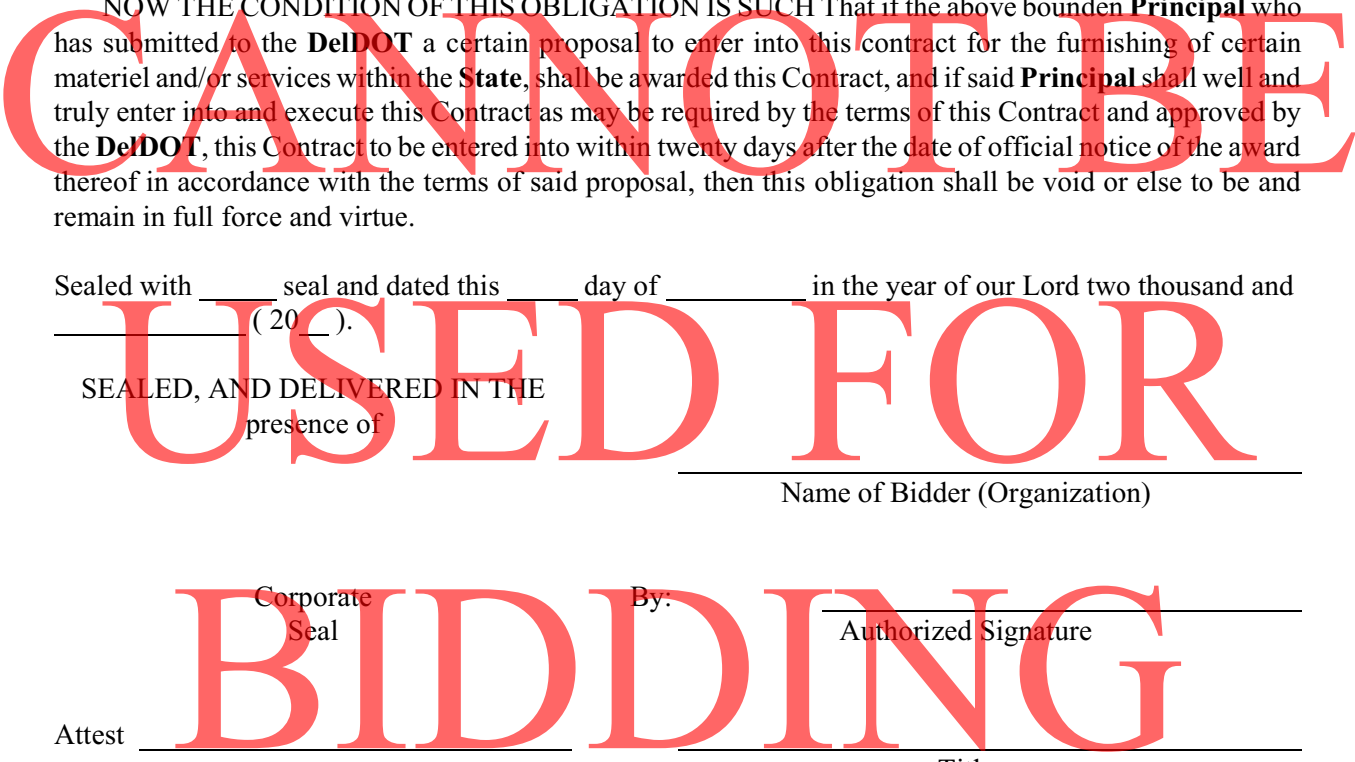 NOW THE CONDITION OF THIS OBLIGATION IS SUCH That if the above bounden Principal who
has submitted to the DelDOT a certain proposal to enter into this contract for the furnishing of certain
materiel and/or services within the State, shall be awarded this Contract, and if said Principal shall well and
truly enter into and execute this Contract as may be required by the terms of this Contract and approved by
the DelDOT, this Contract to be entered into within twenty days after the date of official notice of the award
thereof in accordance with the terms of said proposal, then this obligation shall be void or else to be and
remain in full force and virtue.
CANNOT BE
Sealed with _____ seal and dated this _____ day of __________ in the year of our Lord two thousand and
______________ ( 20__ ).
USED FOR
SEALED, AND DELIVERED IN THE
presence of
Name of Bidder (Organization)
Corporate By:
Seal Authorized Signature
BIDDING
Attest